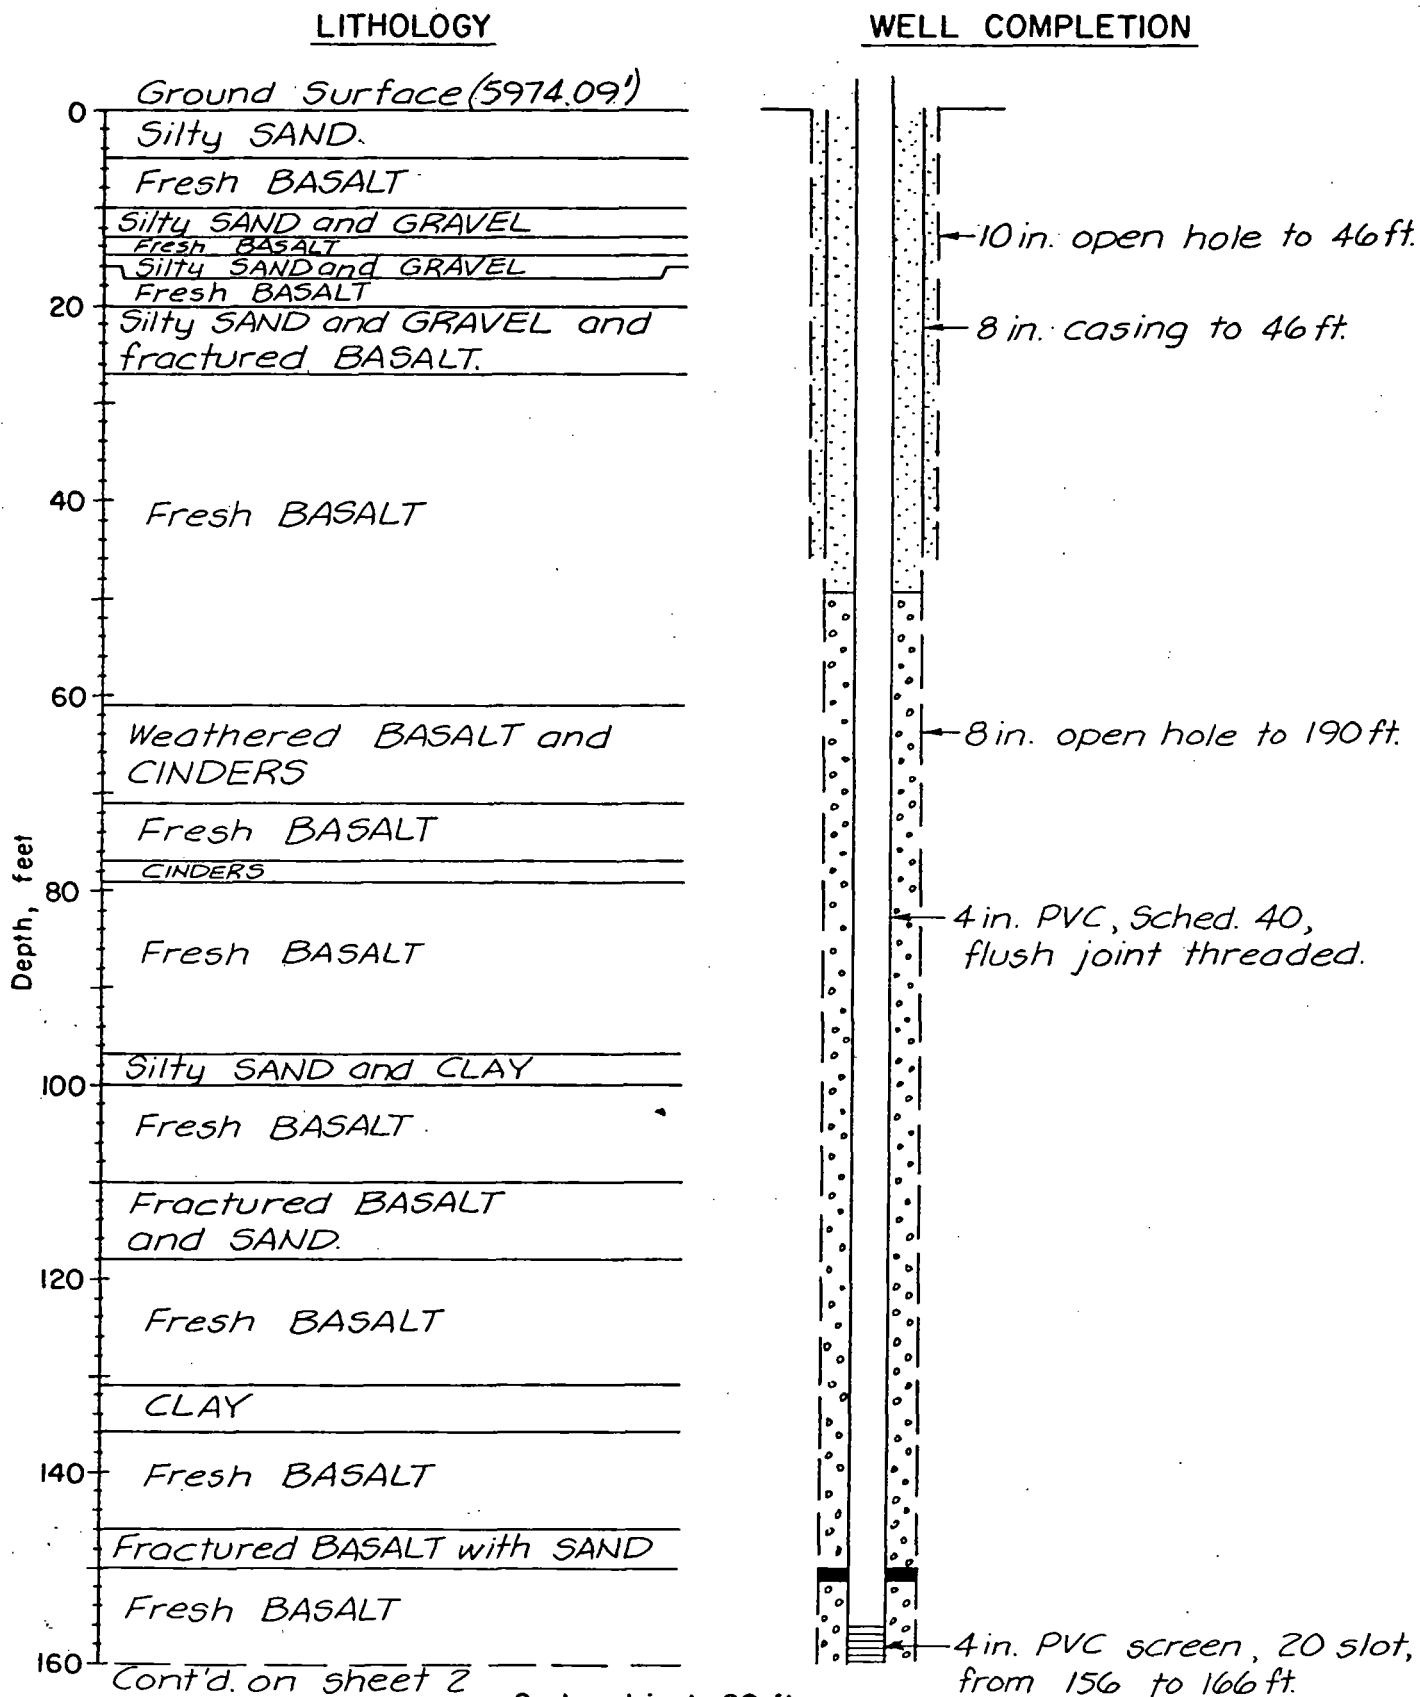 LITHOLOGY
WELL COMPLETION
Ground Surface (5974.09')
0
Silty SAND.
Fresh BASALT
Silty SAND and GRAVEL
Fresh BASALT
Silty SAND and GRAVEL
Fresh BASALT
20
Silty SAND and GRAVEL and
fractured BASALT.
Fresh BASALT
40
60
Weathered BASALT and
CINDERS
Fresh BASALT
CINDERS
80
Fresh BASALT
Silty SAND and CLAY
100
Fresh BASALT
Fractured BASALT
and SAND.
120
Fresh BASALT
CLAY
140
Fresh BASALT
Fractured BASALT with SAND
Fresh BASALT
160
Cont'd. on sheet 2
Depth, feet
10 in. open hole to 46 ft.
8 in. casing to 46 ft.
8 in. open hole to 190 ft.
4 in. PVC, Sched. 40,
flush joint threaded.
4 in. PVC screen, 20 slot,
from 156 to 166 ft.